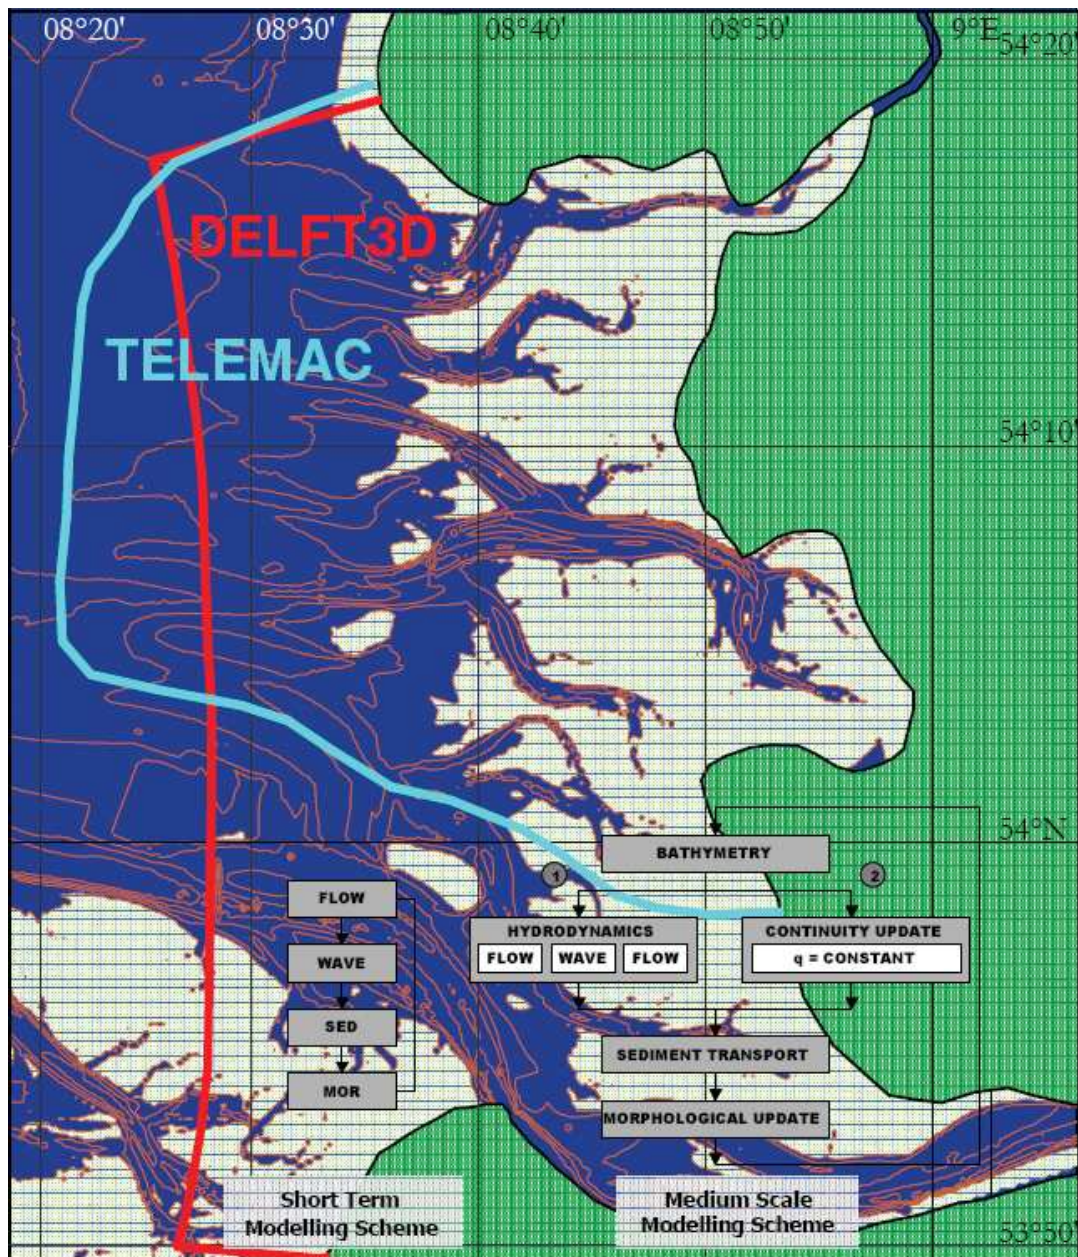 08°20'
08°30'
08°40'
08°50'
9°E
54°20'
DELFT3D
TELEMAC
54°10'
54°N
BATHYMETRY
1
2
FLOW
HYDRODYNAMICS
CONTINUITY UPDATE
FLOW
WAVE
FLOW
q = CONSTANT
WAVE
SED
SEDIMENT TRANSPORT
MOR
MORPHOLOGICAL UPDATE
Short Term
Modelling Scheme
Medium Scale
Modelling Scheme
53°50'